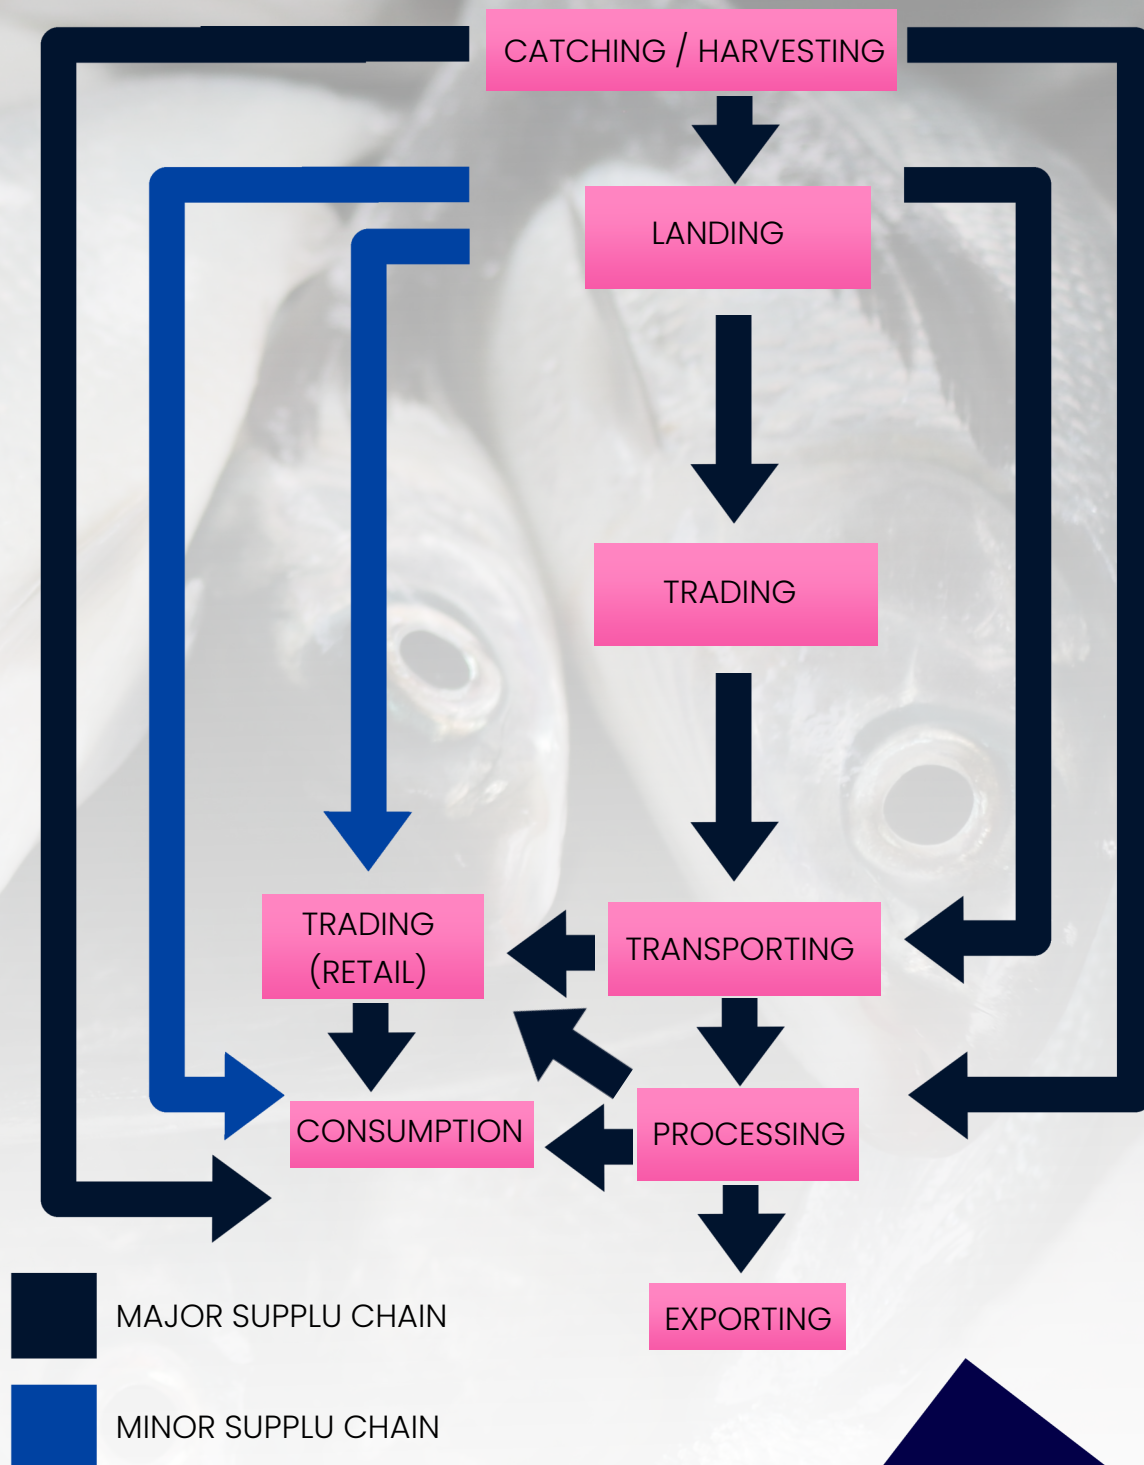 CATCHING / HARVESTING
LANDING
TRADING
TRADING
(RETAIL)
TRANSPORTING
CONSUMPTION
PROCESSING
EXPORTING
MAJOR SUPPLU CHAIN
MINOR SUPPLU CHAIN